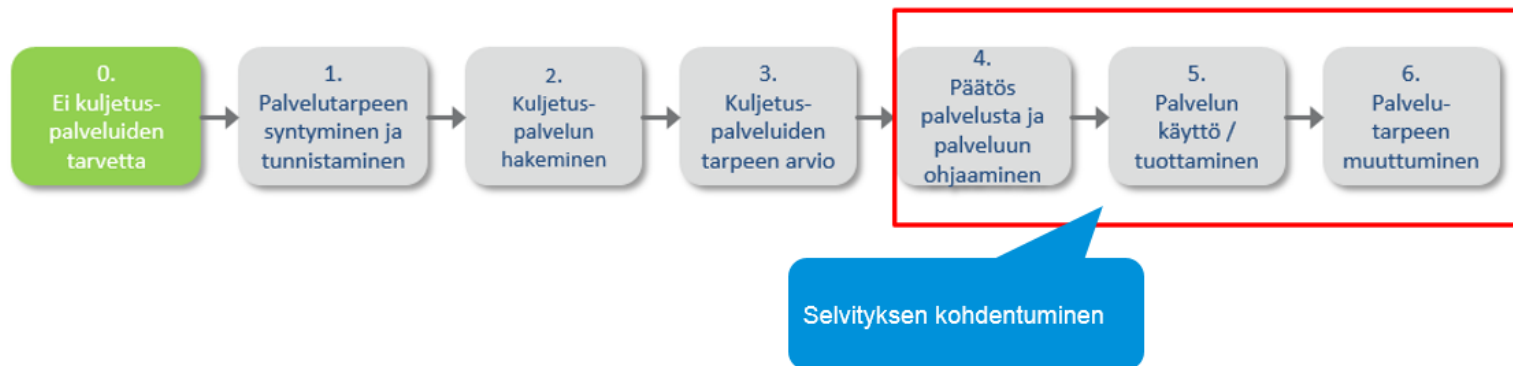 0.
Ei kuljetus-
palveluiden
tarvetta
1.
Palvelutarpeen
syntyminen ja
tunnistaminen
2.
Kuljetus-
palvelun
hakeminen
3.
Kuljetus-
palveluiden
tarpeen arvio
4.
Päätös
palvelusta ja
palveluun
ohjaaminen
5.
Palvelun
käyttö /
tuottaminen
6.
Palvelu-
tarpeen
muuttuminen
Selvityksen kohdentuminen